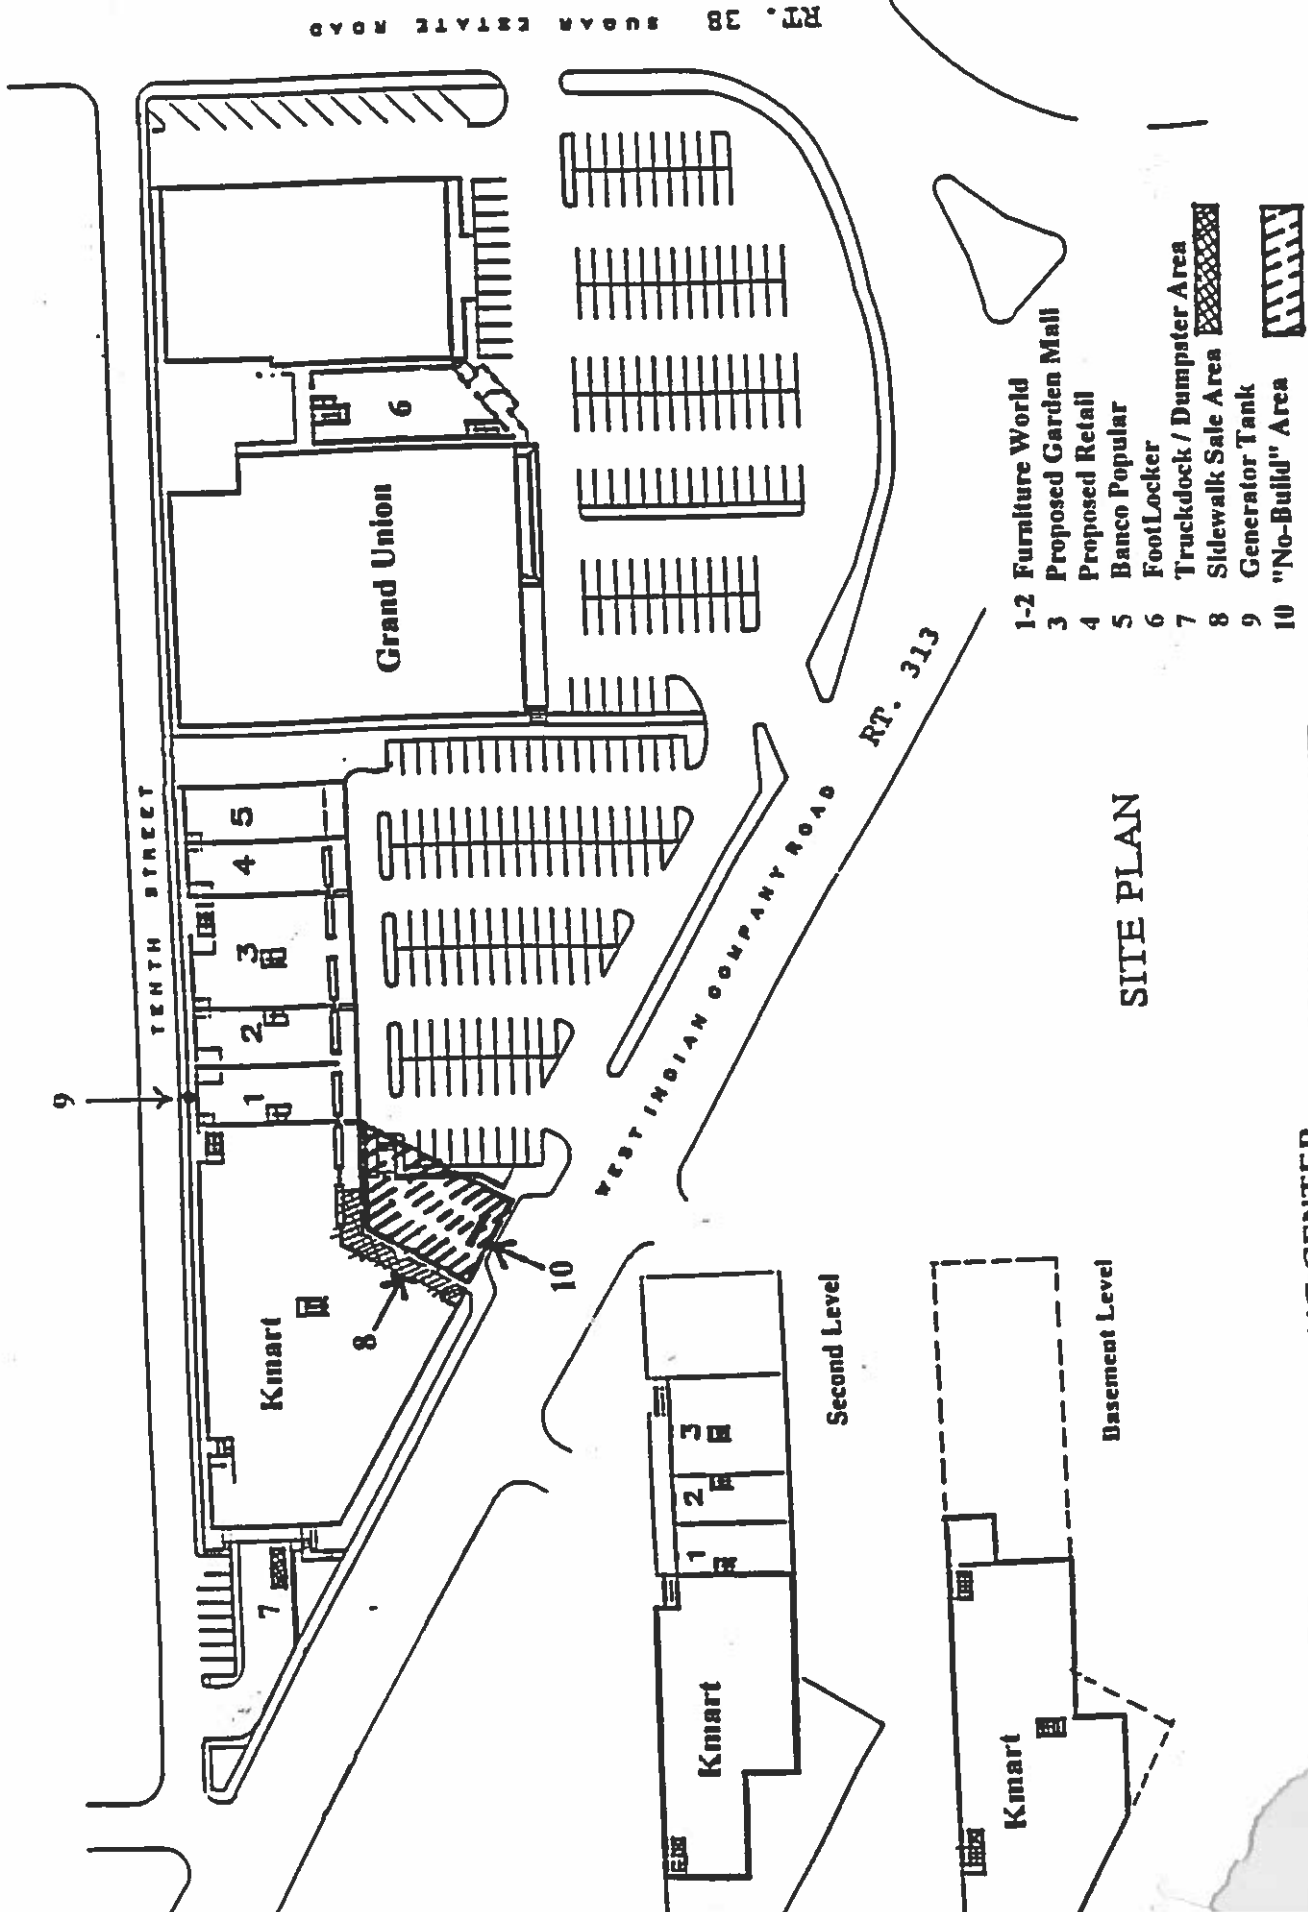 RT. 38 SUGAR ESTATE ROAD
TENTH STREET
9
Kmart
1
2
3
4
5
Grand Union
6
7
8
10
WEST INDIAN COMPANY ROAD RT. 313
1-2 Furniture World
3 Proposed Garden Mall
4 Proposed Retail
5 Banco Popular
6 FootLocker
7 Truckdock / Dumpster Area
8 Sidewalk Sale Area
9 Generator Tank
10 "No-Build" Area
SITE PLAN
Kmart
1
2
3
Second Level
Kmart
Basement Level
CENTER